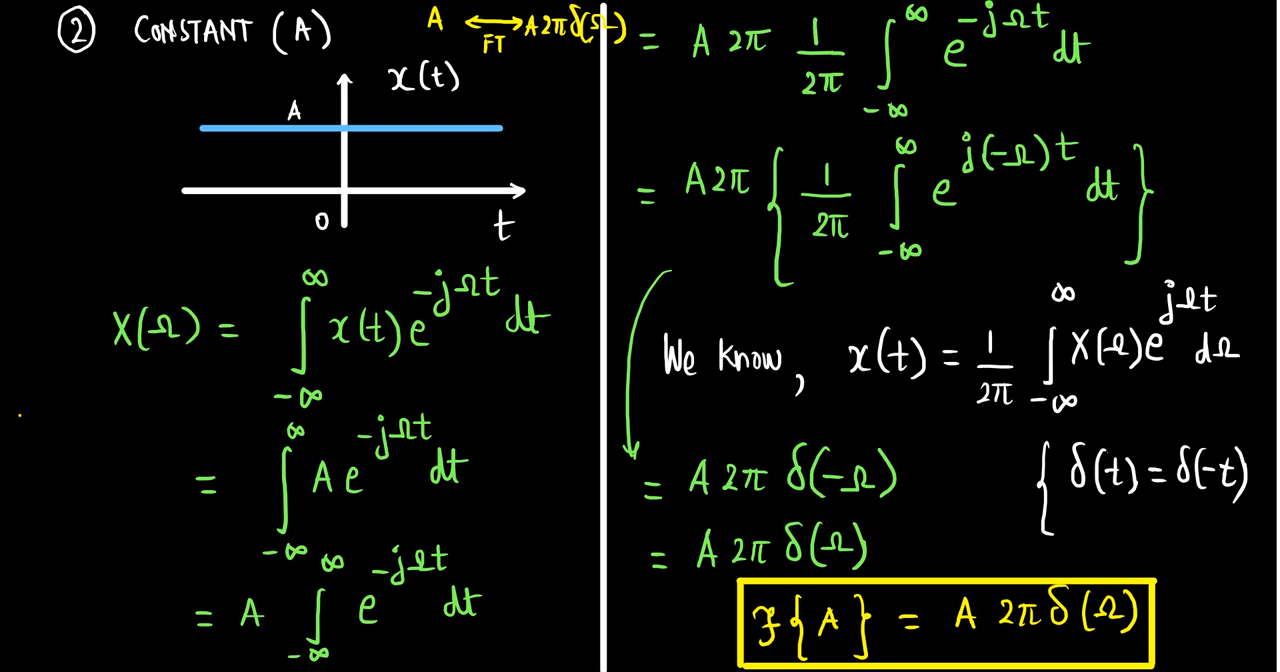 ② CONSTANT (A)
A ⟷ A2πδ(Ω)
FT
x(t)
A
0
t
X(Ω) = ∫_{-∞}^{∞} x(t) e^{-jΩt} dt
= ∫_{-∞}^{∞} A e^{-jΩt} dt
= A ∫_{-∞}^{∞} e^{-jΩt} dt
= A 2π 1/2π ∫_{-∞}^{∞} e^{-jΩt} dt
= A 2π { 1/2π ∫_{-∞}^{∞} e^{j(-Ω)t} dt }
We know, x(t) = 1/2π ∫_{-∞}^{∞} X(Ω) e^{jΩt} dΩ
= A 2π δ(-Ω)
{ δ(t) = δ(-t)
= A 2π δ(Ω)
ℱ{A} = A 2π δ(Ω)